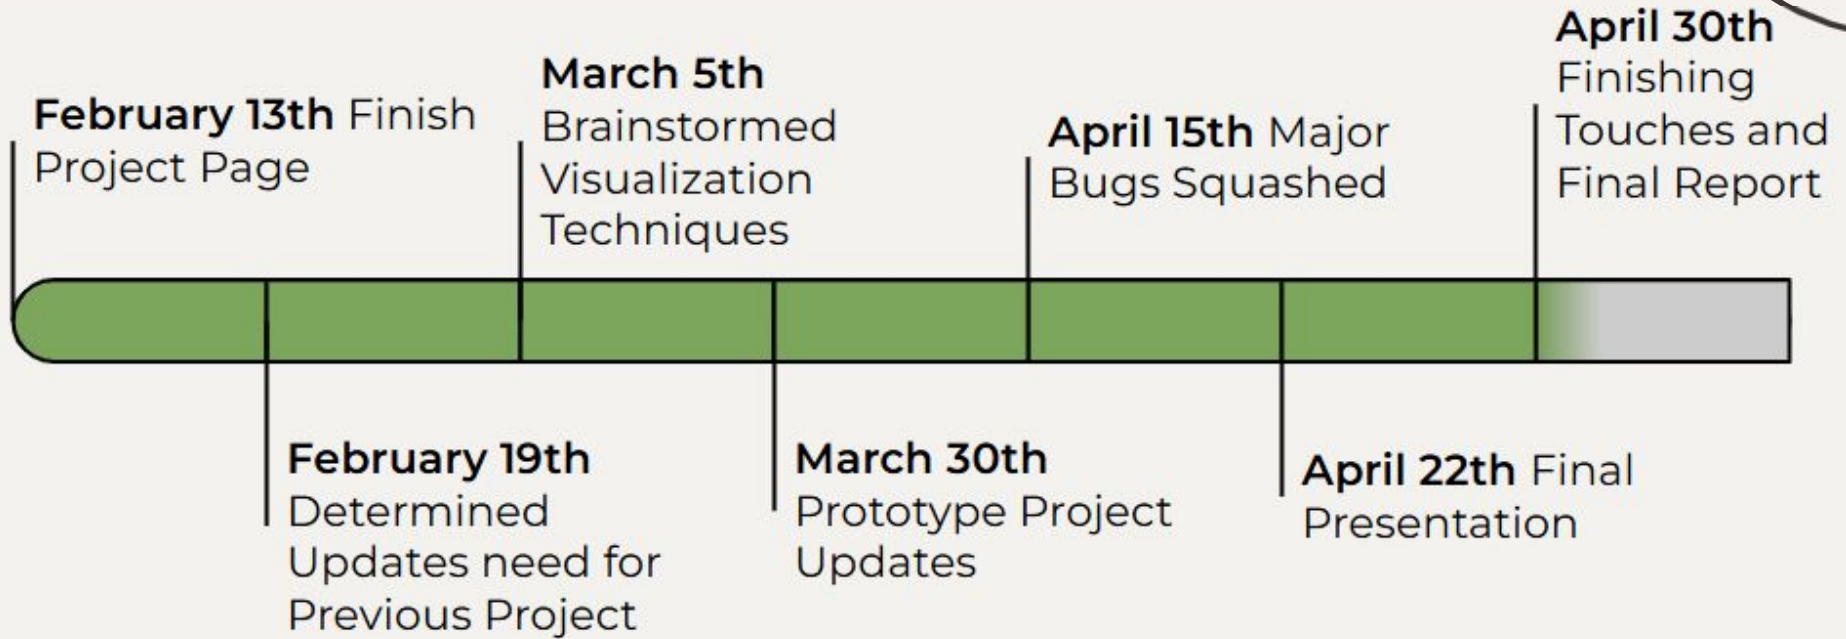 February 13th Finish
Project Page
February 19th
Determined
Updates need for
Previous Project
March 5th
Brainstormed
Visualization
Techniques
March 30th
Prototype Project
Updates
April 15th Major
Bugs Squashed
April 22th Final
Presentation
April 30th
Finishing
Touches and
Final Report